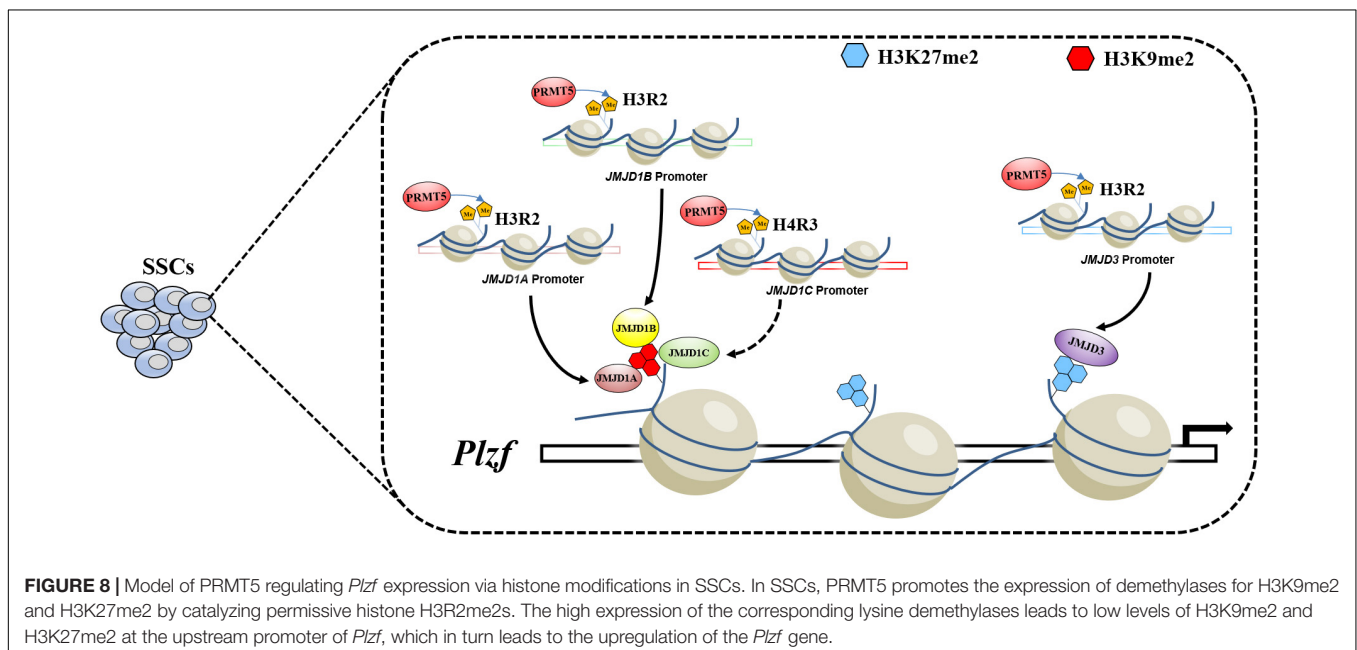 H3K27me2
H3K9me2
PRMT5
Me
Me
H3R2
JMJD1B Promoter
PRMT5
Me
Me
H3R2
JMJD1A Promoter
PRMT5
Me
Me
H4R3
JMJD1C Promoter
PRMT5
Me
Me
H3R2
JMJD3 Promoter
SSCs
JMJD1B
JMJD1C
JMJD1A
JMJD3
Plzf
FIGURE 8 | Model of PRMT5 regulating Plzf expression via histone modifications in SSCs. In SSCs, PRMT5 promotes the expression of demethylases for H3K9me2
and H3K27me2 by catalyzing permissive histone H3R2me2s. The high expression of the corresponding lysine demethylases leads to low levels of H3K9me2 and
H3K27me2 at the upstream promoter of Plzf, which in turn leads to the upregulation of the Plzf gene.